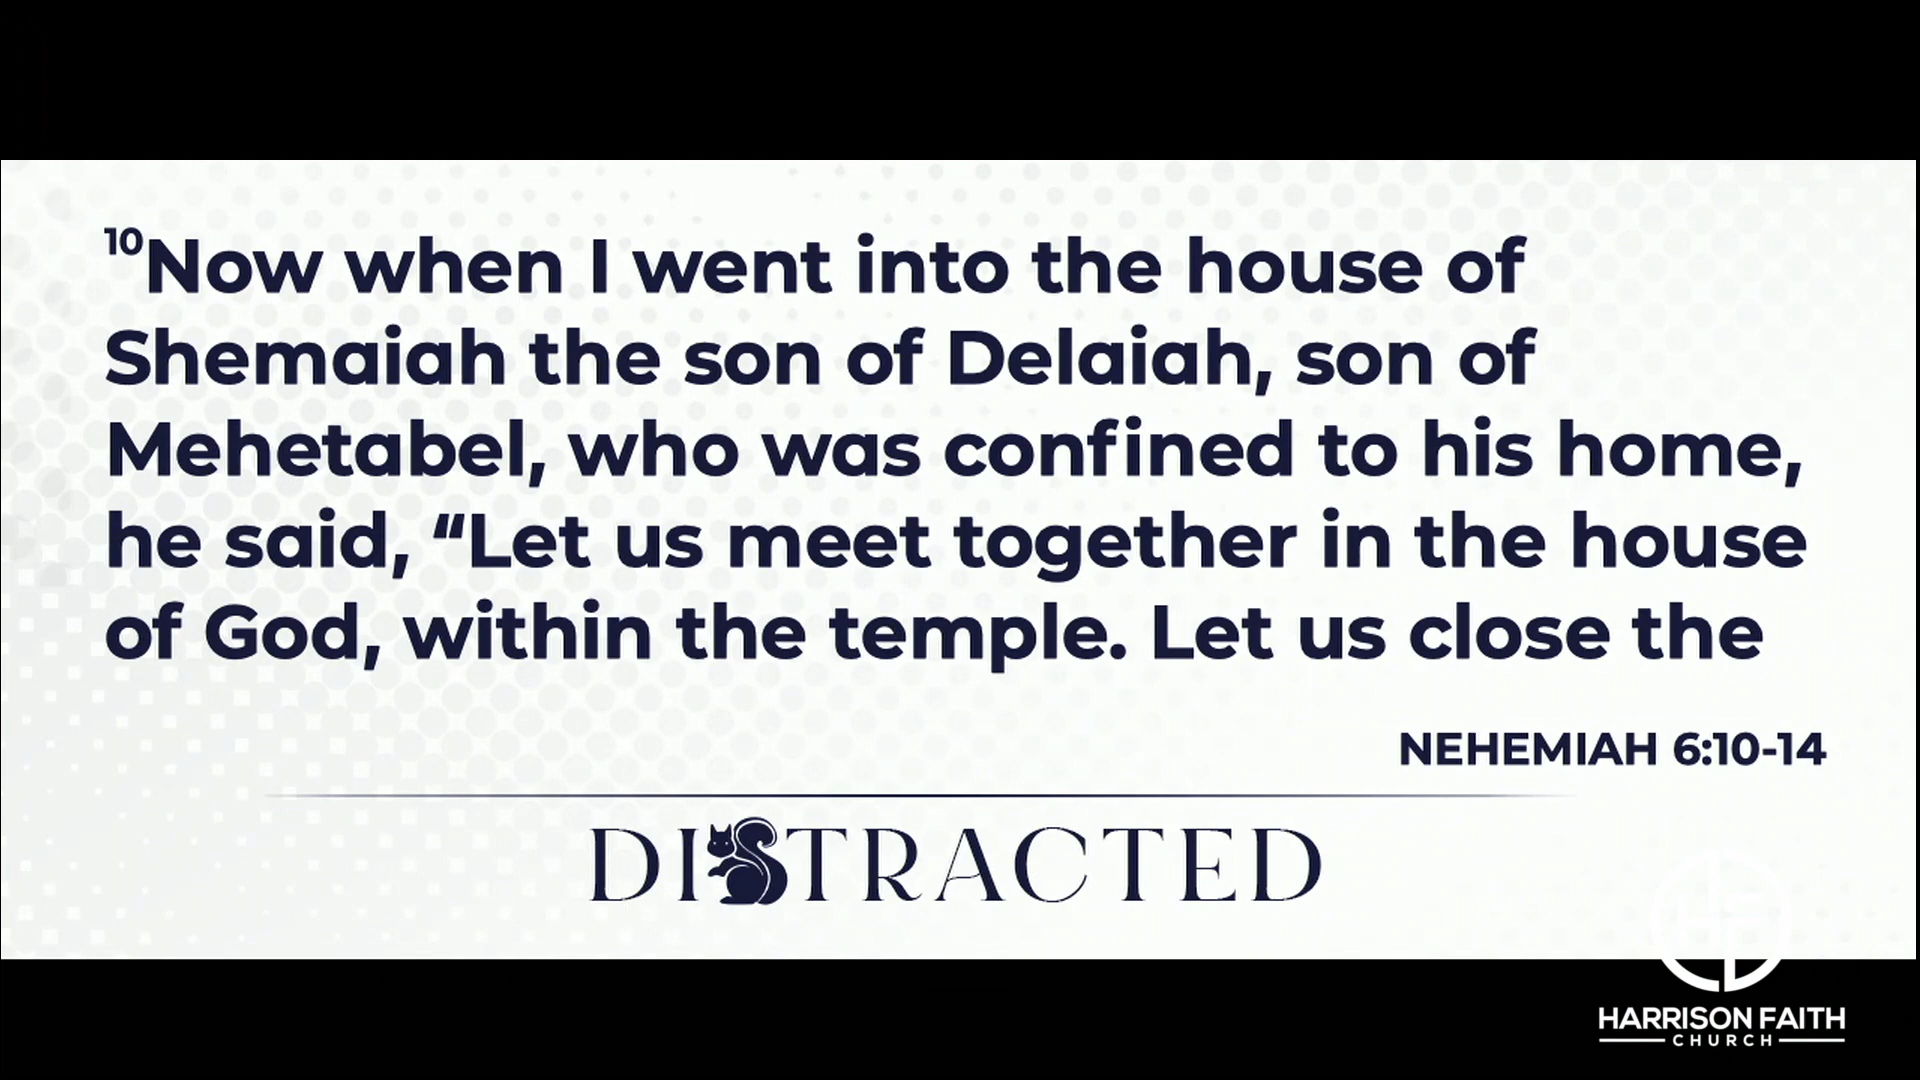 ¹⁰Now when I went into the house of
Shemaiah the son of Delaiah, son of
Mehetabel, who was confined to his home,
he said, “Let us meet together in the house
of God, within the temple. Let us close the
NEHEMIAH 6:10-14
DISTRACTED
HARRISON FAITH
CHURCH